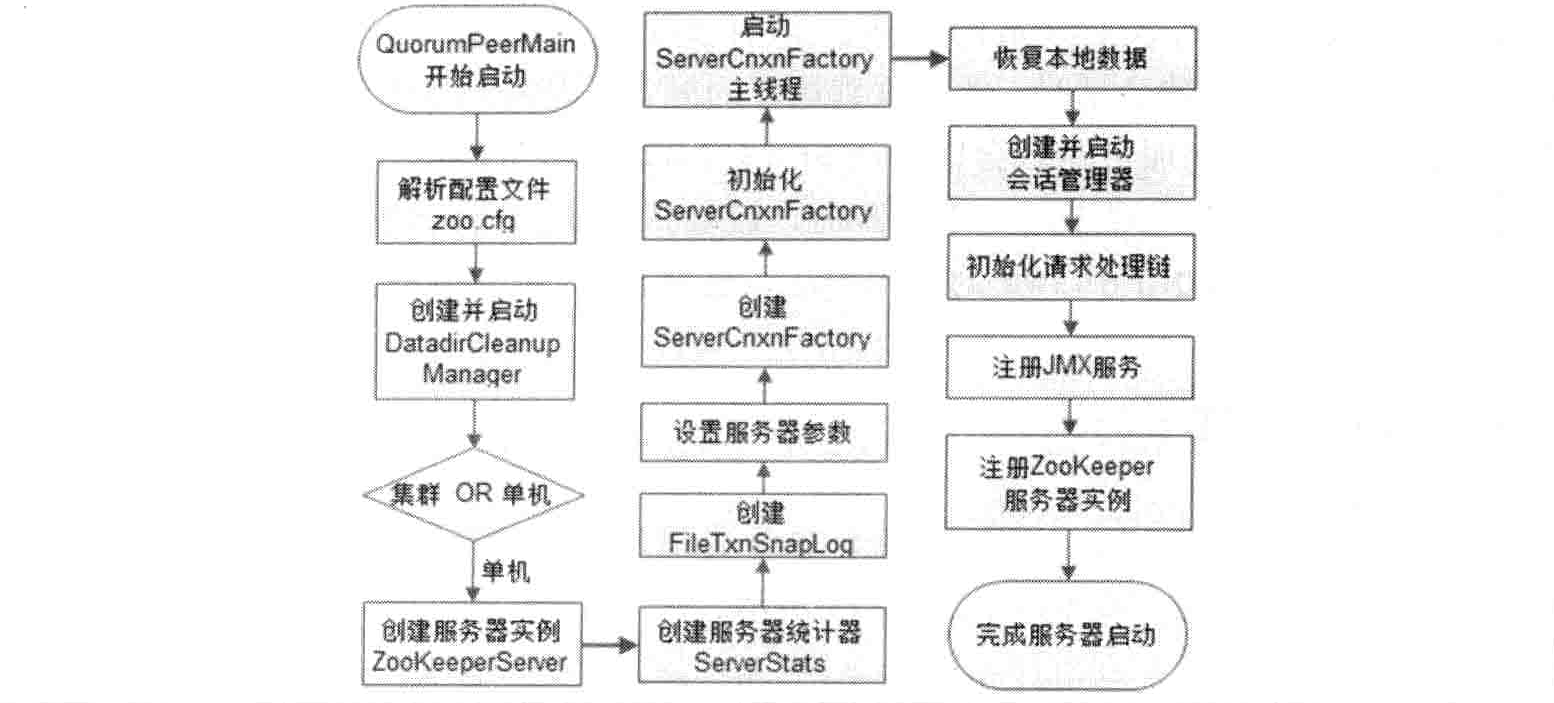 QuorumPeerMain
开始启动
解析配置文件
zoo.cfg
创建并启动
DatadirCleanup
Manager
集群 OR 单机
单机
创建服务器实例
ZooKeeperServer
创建服务器统计器
ServerStats
创建
FileTxnSnapLog
设置服务器参数
创建
ServerCnxnFactory
初始化
ServerCnxnFactory
启动
ServerCnxnFactory
主线程
恢复本地数据
创建并启动
会话管理器
初始化请求处理链
注册JMX服务
注册ZooKeeper
服务器实例
完成服务器启动